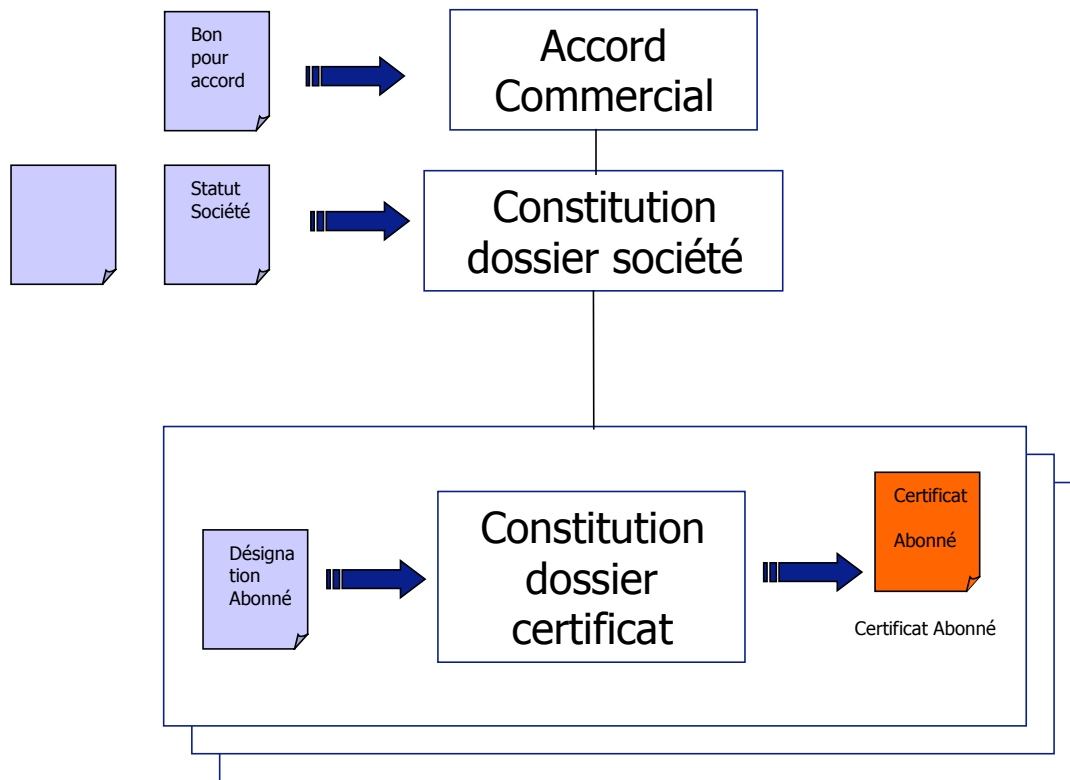 Bon
pour
accord
Accord
Commercial
Statut
Société
Constitution
dossier société
Désigna
tion
Abonné
Constitution
dossier
certificat
Certificat
Abonné
Certificat Abonné